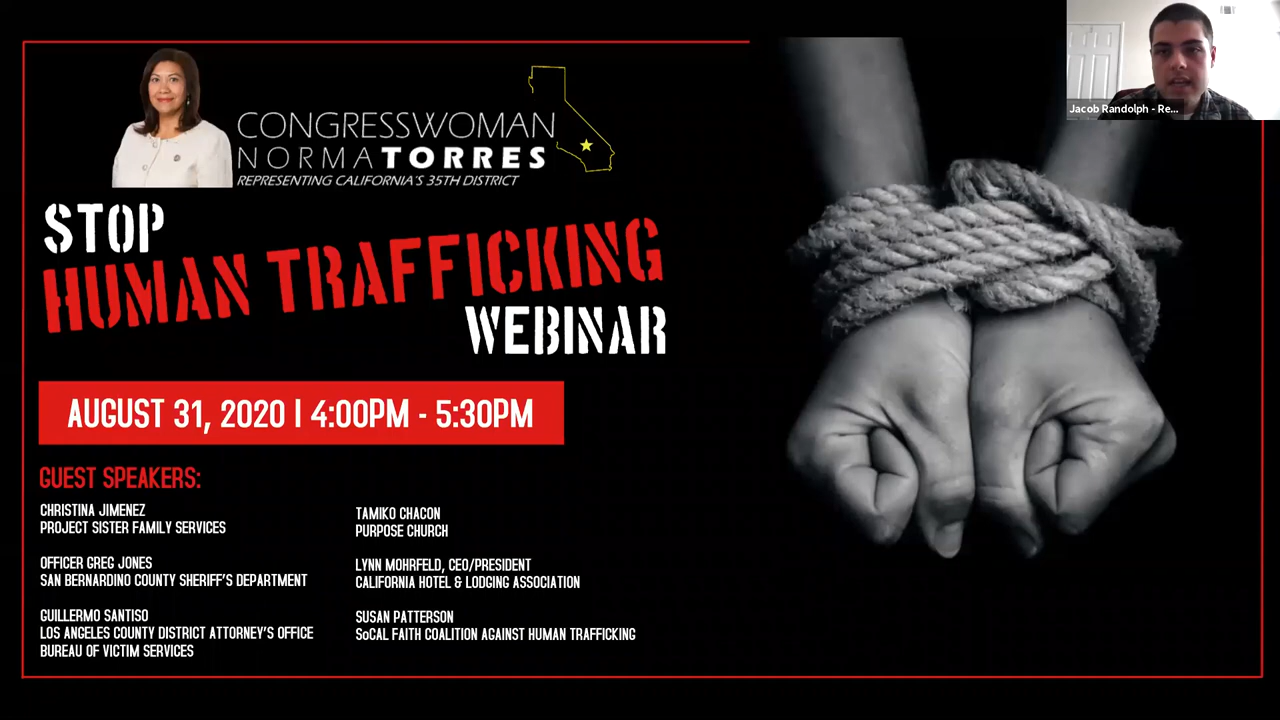 CONGRESSWOMAN
NORMA TORRES
REPRESENTING CALIFORNIA'S 35TH DISTRICT
STOP
HUMAN TRAFFICKING
WEBINAR
AUGUST 31, 2020 | 4:00PM - 5:30PM
GUEST SPEAKERS:
CHRISTINA JIMENEZ
PROJECT SISTER FAMILY SERVICES
OFFICER GREG JONES
SAN BERNARDINO COUNTY SHERIFF'S DEPARTMENT
GUILLERMO SANTISO
LOS ANGELES COUNTY DISTRICT ATTORNEY'S OFFICE
BUREAU OF VICTIM SERVICES
TAMIKO CHACON
PURPOSE CHURCH
LYNN MOHRFELD, CEO/PRESIDENT
CALIFORNIA HOTEL & LODGING ASSOCIATION
SUSAN PATTERSON
SoCAL FAITH COALITION AGAINST HUMAN TRAFFICKING
Jacob Randolph - Re...